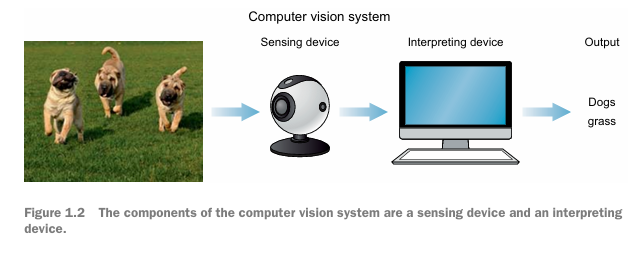 Computer vision system
Sensing device
Interpreting device
Output
Dogs
grass
Figure 1.2 The components of the computer vision system are a sensing device and an interpreting
device.